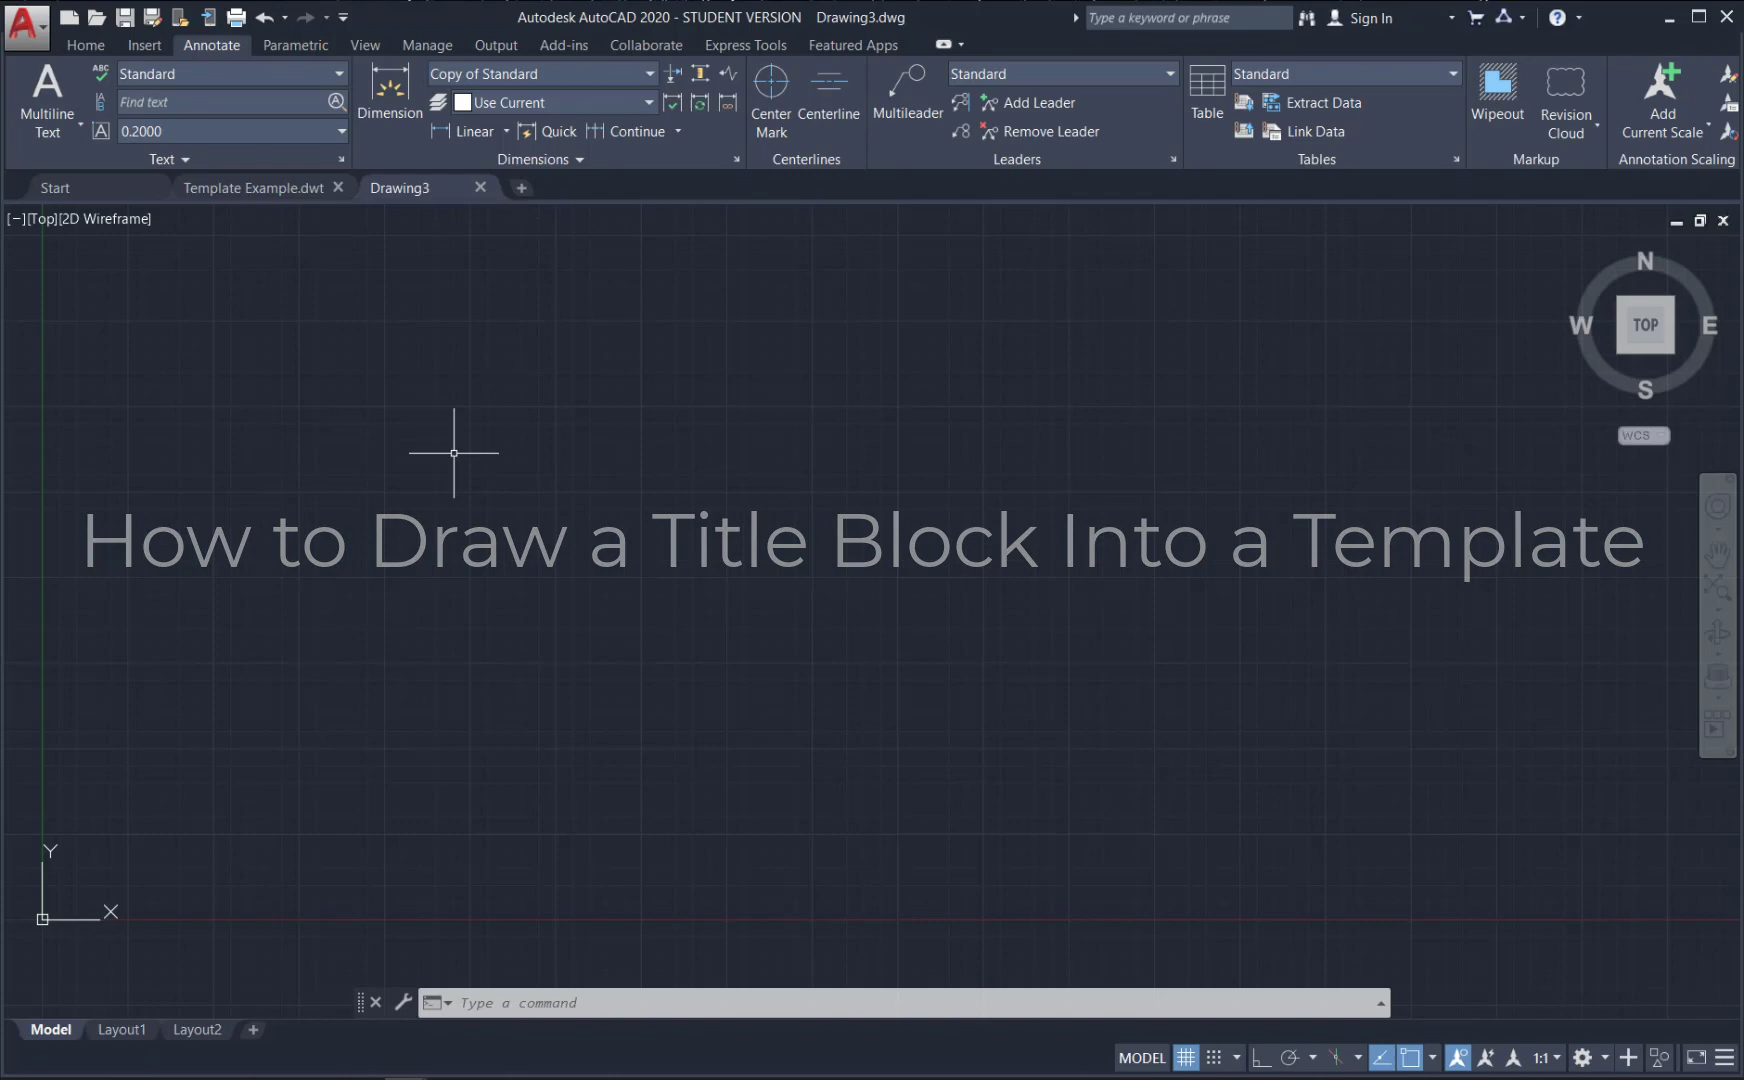 Autodesk AutoCAD 2020 - STUDENT VERSION Drawing3.dwg
Type a keyword or phrase
Sign In
Home Insert Annotate Parametric View Manage Output Add-ins Collaborate Express Tools Featured Apps
Multiline Text
ABC
Standard
Find text
0.2000
Text
Dimension
Copy of Standard
Use Current
Linear Quick Continue
Dimensions
Center Mark
Centerline
Centerlines
Multileader
Standard
Add Leader
Remove Leader
Leaders
Table
Standard
Extract Data
Link Data
Tables
Wipeout
Revision Cloud
Markup
Add Current Scale
Annotation Scaling
Start Template Example.dwt Drawing3
[−][Top][2D Wireframe]
N
W TOP E
S
WCS
How to Draw a Title Block Into a Template
Y
X
Type a command
Model Layout1 Layout2
MODEL 1:1